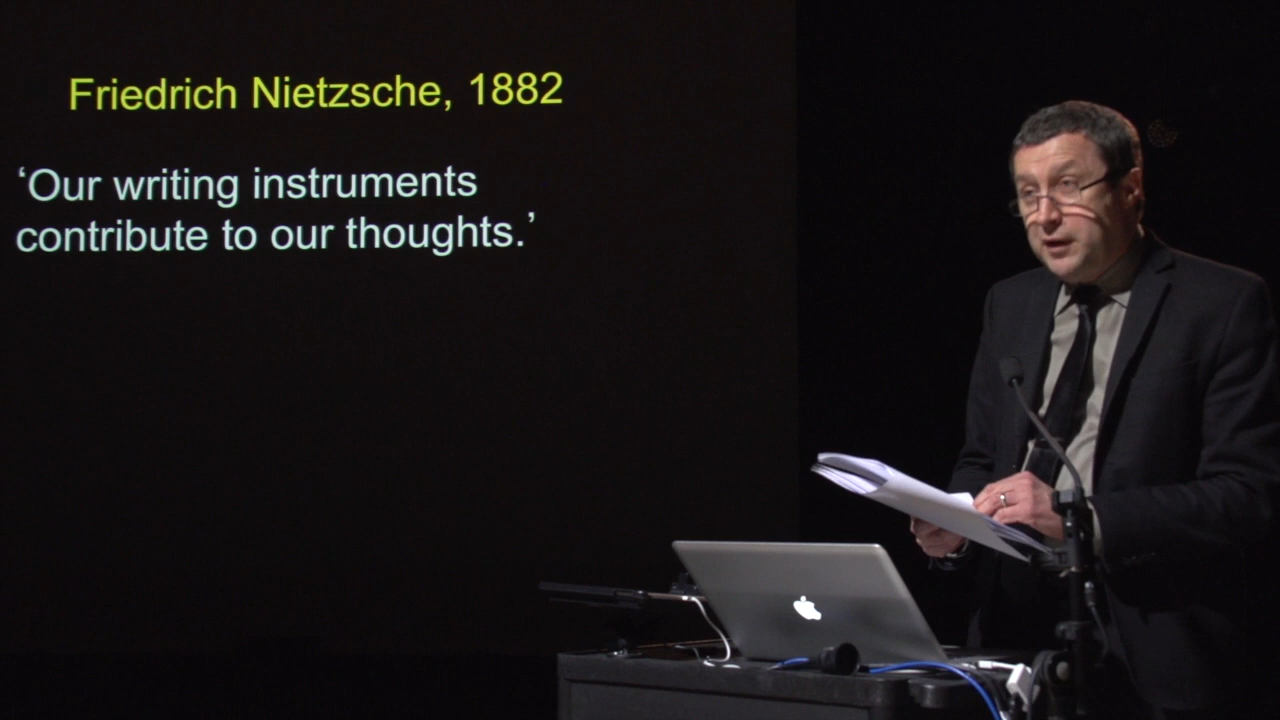 Friedrich Nietzsche, 1882
‘Our writing instruments
contribute to our thoughts.’